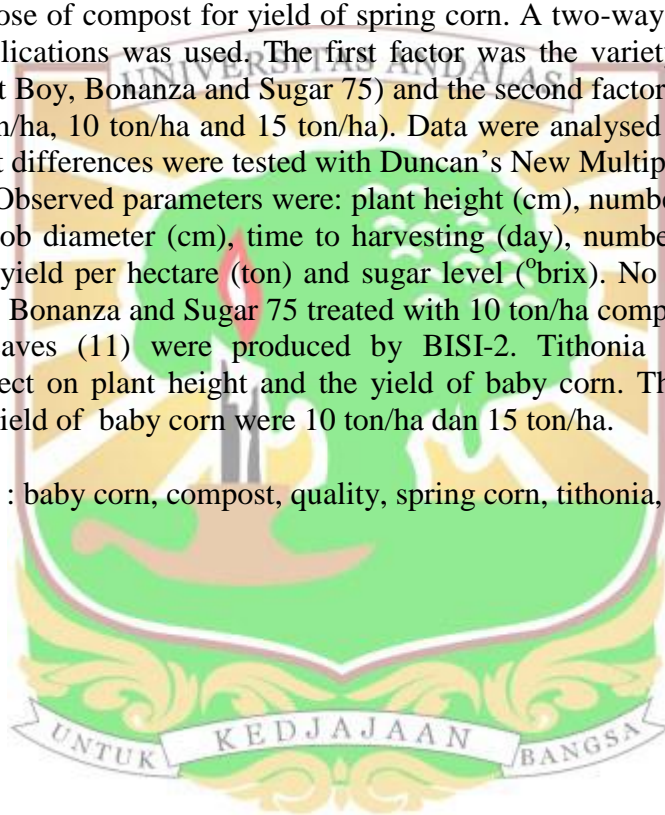 ose of compost for yield of spring corn. A two-way
lications was used. The first factor was the variety
t Boy, Bonanza and Sugar 75) and the second factor
n/ha, 10 ton/ha and 15 ton/ha). Data were analysed
t differences were tested with Duncan's New Multip
Observed parameters were: plant height (cm), numbe
ob diameter (cm), time to harvesting (day), number
yield per hectare (ton) and sugar level (°brix). No
Bonanza and Sugar 75 treated with 10 ton/ha comp
aves (11) were produced by BISI-2. Tithonia
ect on plant height and the yield of baby corn. Th
yield of baby corn were 10 ton/ha dan 15 ton/ha.
: baby corn, compost, quality, spring corn, tithonia,
UNIVERSITAS ANDALAS
UNTUK KEDJAJAAN BANGSA